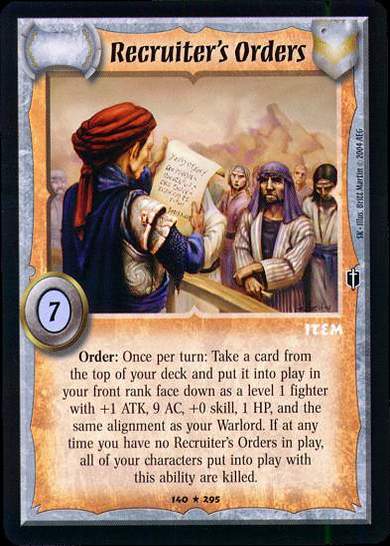 Recruiter's Orders
SK • Illus. Britt Martin © 2004 AEG
7
ITEM
Order: Once per turn: Take a card from
the top of your deck and put it into play in
your front rank face down as a level 1 fighter
with +1 ATK, 9 AC, +0 skill, 1 HP, and
the same alignment as your Warlord. If at any
time you have no Recruiter's Orders in play,
all of your characters put into play with
this ability are killed.
140 ★ 295